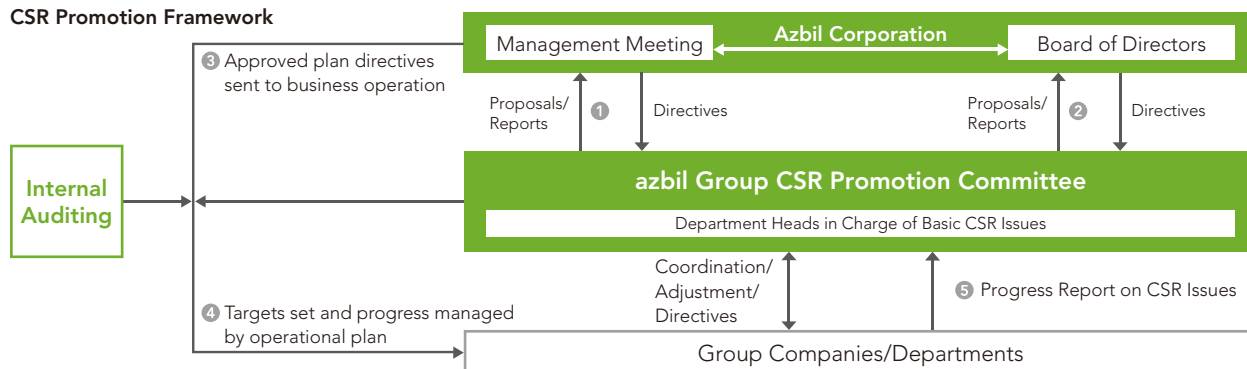 CSR Promotion Framework
Management Meeting
Azbil Corporation
Board of Directors
3 Approved plan directives
sent to business operation
Proposals/
Reports
1
Directives
Proposals/
Reports
2
Directives
Internal
Auditing
azbil Group CSR Promotion Committee
Department Heads in Charge of Basic CSR Issues
Coordination/
Adjustment/
Directives
5 Progress Report on CSR Issues
4 Targets set and progress managed
by operational plan
Group Companies/Departments